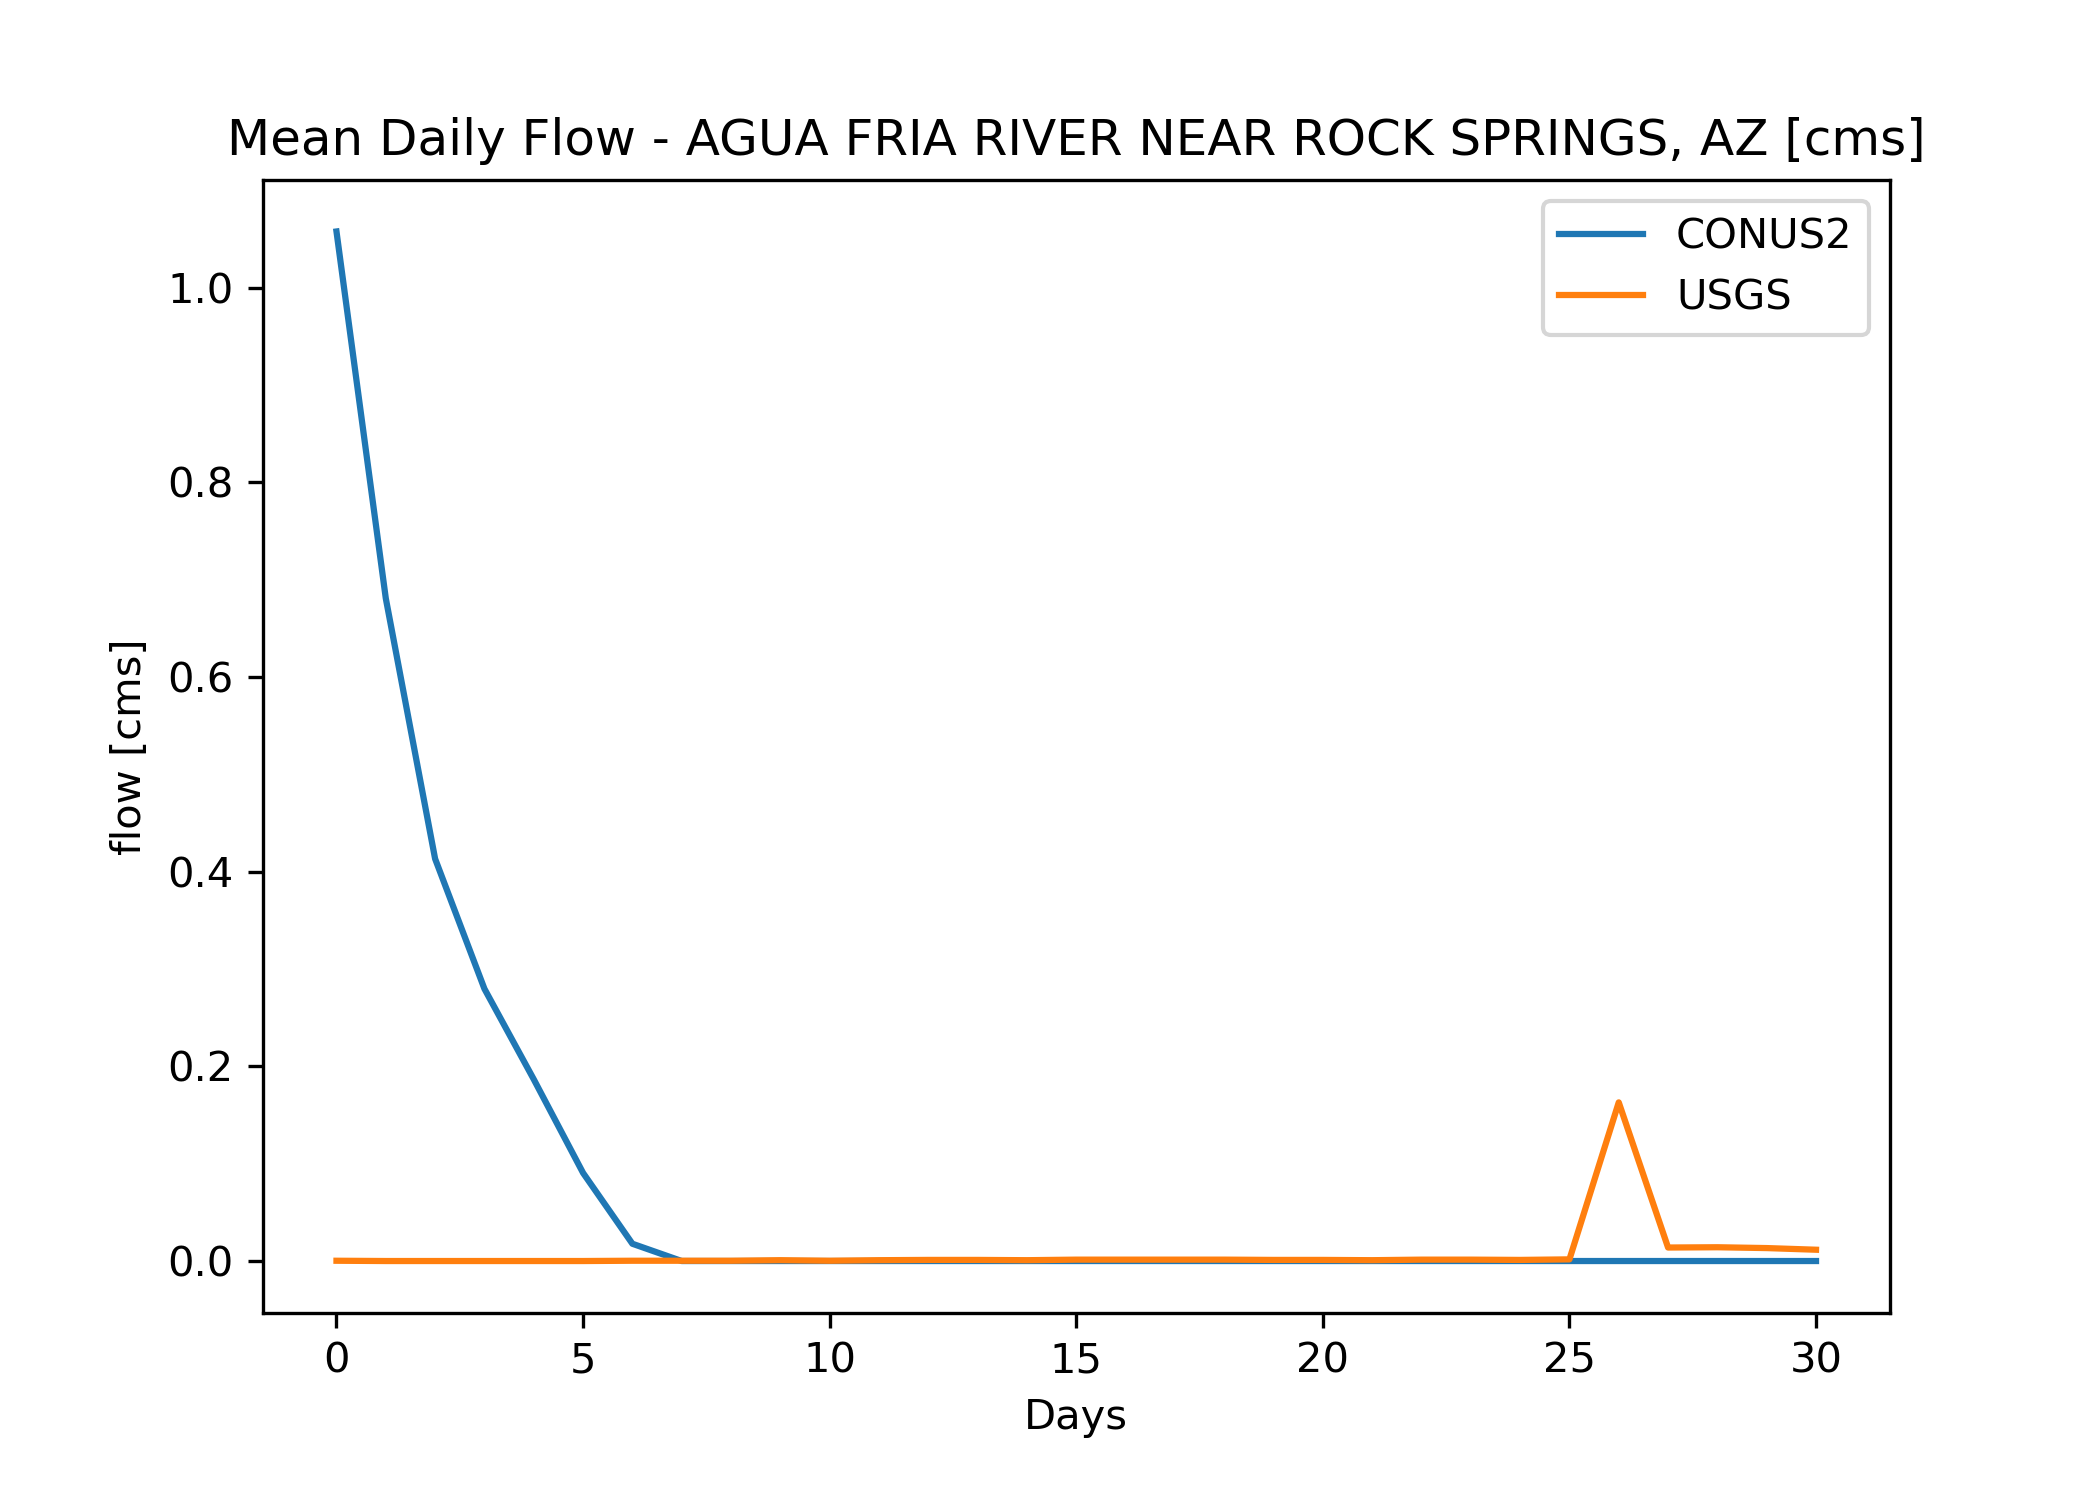 Mean Daily Flow - AGUA FRIA RIVER NEAR ROCK SPRINGS, AZ [cms]
CONUS2
USGS
1.0
0.8
0.6
0.4
0.2
0.0
flow [cms]
0 5 10 15 20 25 30
Days